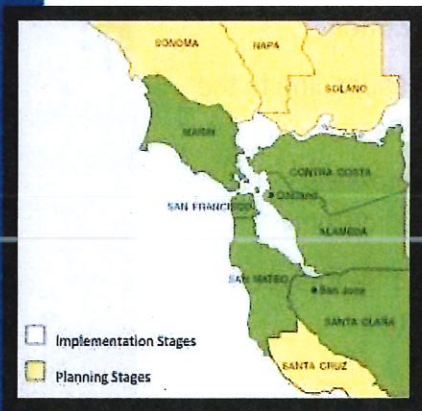 SONOMA
NAPA
SOLANO
MARIN
CONTRA COSTA
Oakland
SAN FRANCISCO
ALAMEDA
SAN MATEO
San Jose
SANTA CLARA
SANTA CRUZ
Implementation Stages
Planning Stages